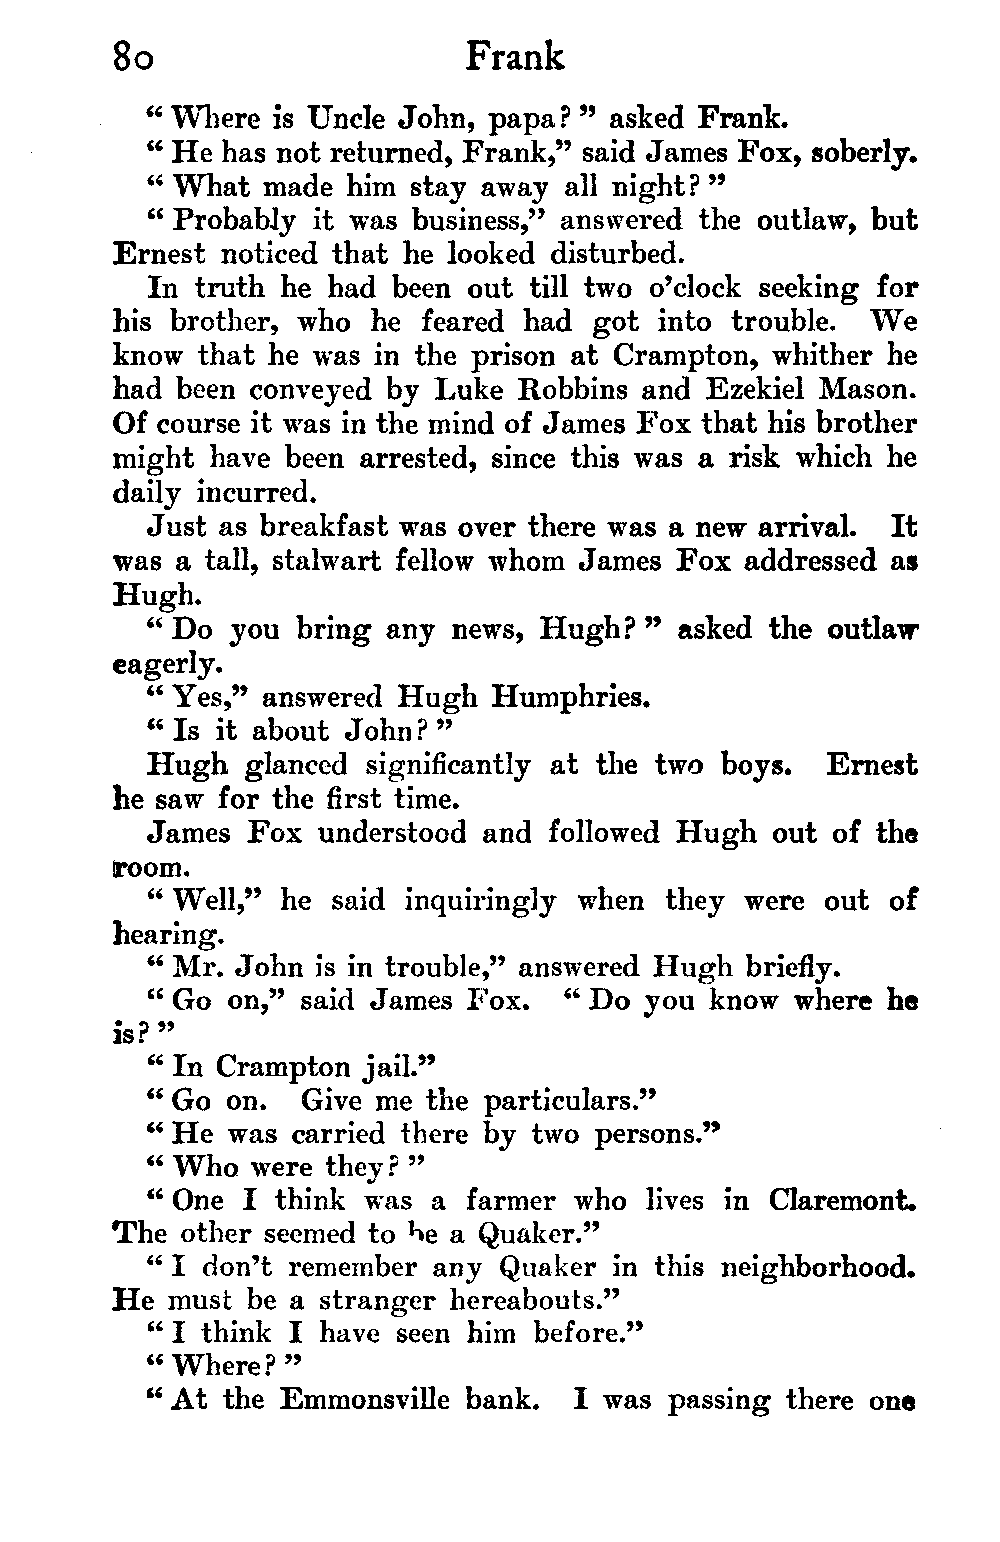 80 Frank
“ Where is Uncle John, papa? ” asked Frank.
“ He has not returned, Frank,” said James Fox, soberly.
“ What made him stay away all night? ”
“ Probably it was business,” answered the outlaw, but
Ernest noticed that he looked disturbed.
In truth he had been out till two o’clock seeking for
his brother, who he feared had got into trouble. We
know that he was in the prison at Crampton, whither he
had been conveyed by Luke Robbins and Ezekiel Mason.
Of course it was in the mind of James Fox that his brother
might have been arrested, since this was a risk which he
daily incurred.
Just as breakfast was over there was a new arrival. It
was a tall, stalwart fellow whom James Fox addressed as
Hugh.
“ Do you bring any news, Hugh? ” asked the outlaw
eagerly.
“ Yes,” answered Hugh Humphries.
“ Is it about John? ”
Hugh glanced significantly at the two boys. Ernest
he saw for the first time.
James Fox understood and followed Hugh out of the
room.
“ Well,” he said inquiringly when they were out of
hearing.
“ Mr. John is in trouble,” answered Hugh briefly.
“ Go on,” said James Fox. “ Do you know where he
is? ”
“ In Crampton jail.”
“ Go on. Give me the particulars.”
“ He was carried there by two persons.”
“ Who were they? ”
“ One I think was a farmer who lives in Claremont.
The other seemed to be a Quaker.”
“ I don’t remember any Quaker in this neighborhood.
He must be a stranger hereabouts.”
“ I think I have seen him before.”
“ Where? ”
“ At the Emmonsville bank. I was passing there one